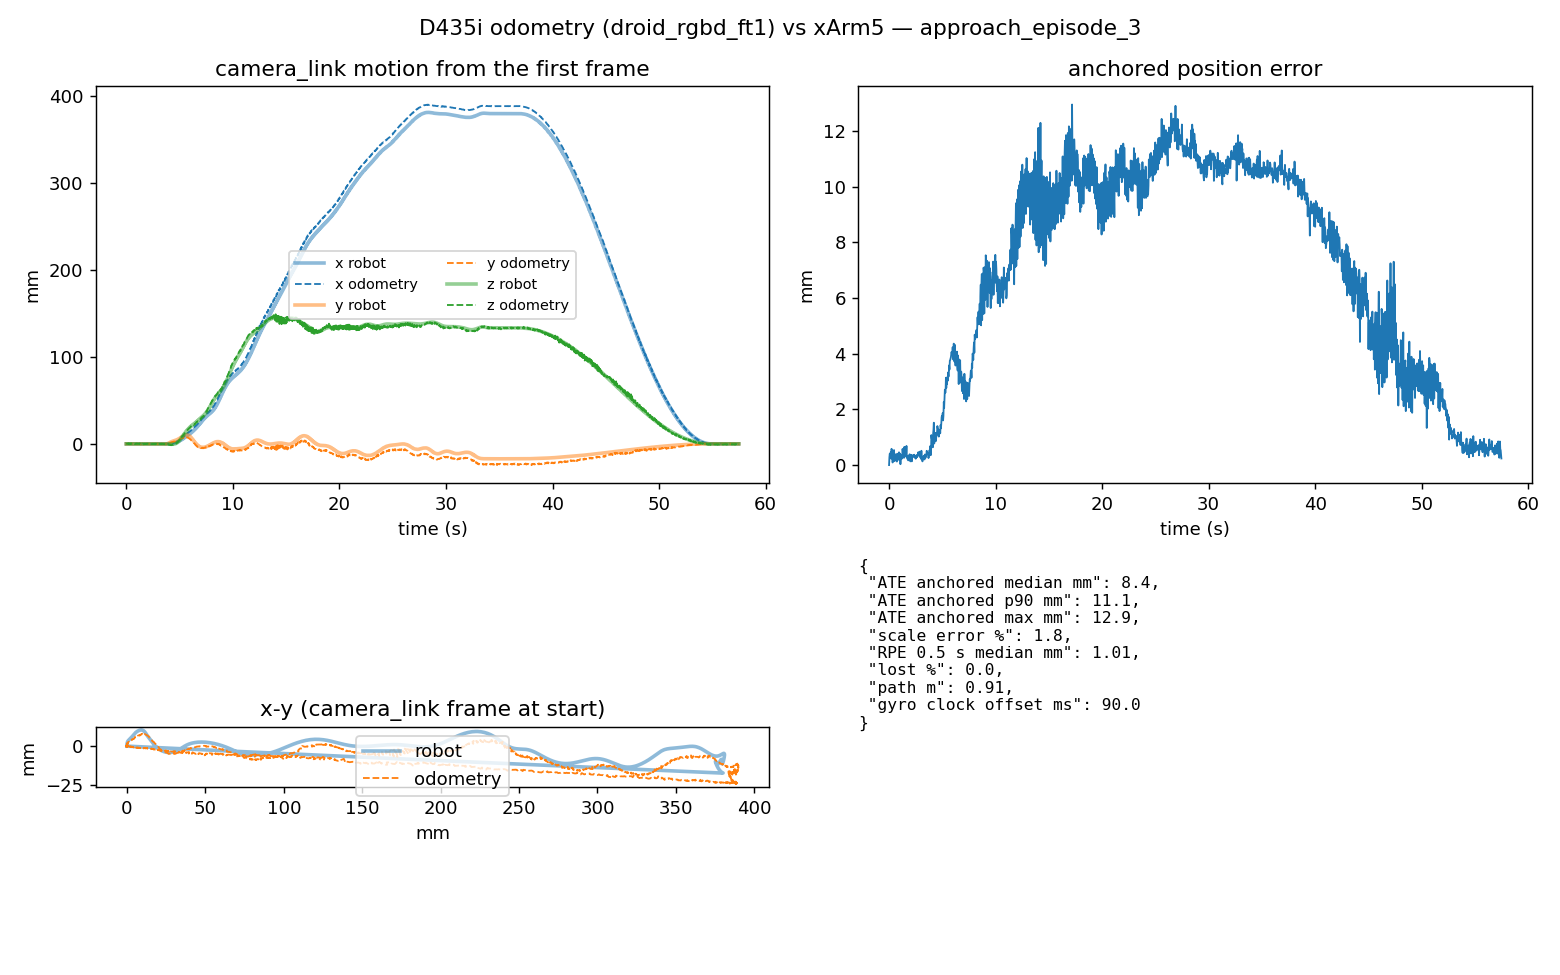 D435i odometry (droid_rgbd_ft1) vs xArm5 — approach_episode_3
camera_link motion from the first frame
400
300
200
100
0
mm
x robot
x odometry
y robot
y odometry
z robot
z odometry
0 10 20 30 40 50 60
time (s)
anchored position error
12
10
8
6
4
2
0
mm
0 10 20 30 40 50 60
time (s)
x-y (camera_link frame at start)
0
−25
mm
robot
odometry
0 50 100 150 200 250 300 350 400
mm
{
"ATE anchored median mm": 8.4,
"ATE anchored p90 mm": 11.1,
"ATE anchored max mm": 12.9,
"scale error %": 1.8,
"RPE 0.5 s median mm": 1.01,
"lost %": 0.0,
"path m": 0.91,
"gyro clock offset ms": 90.0
}